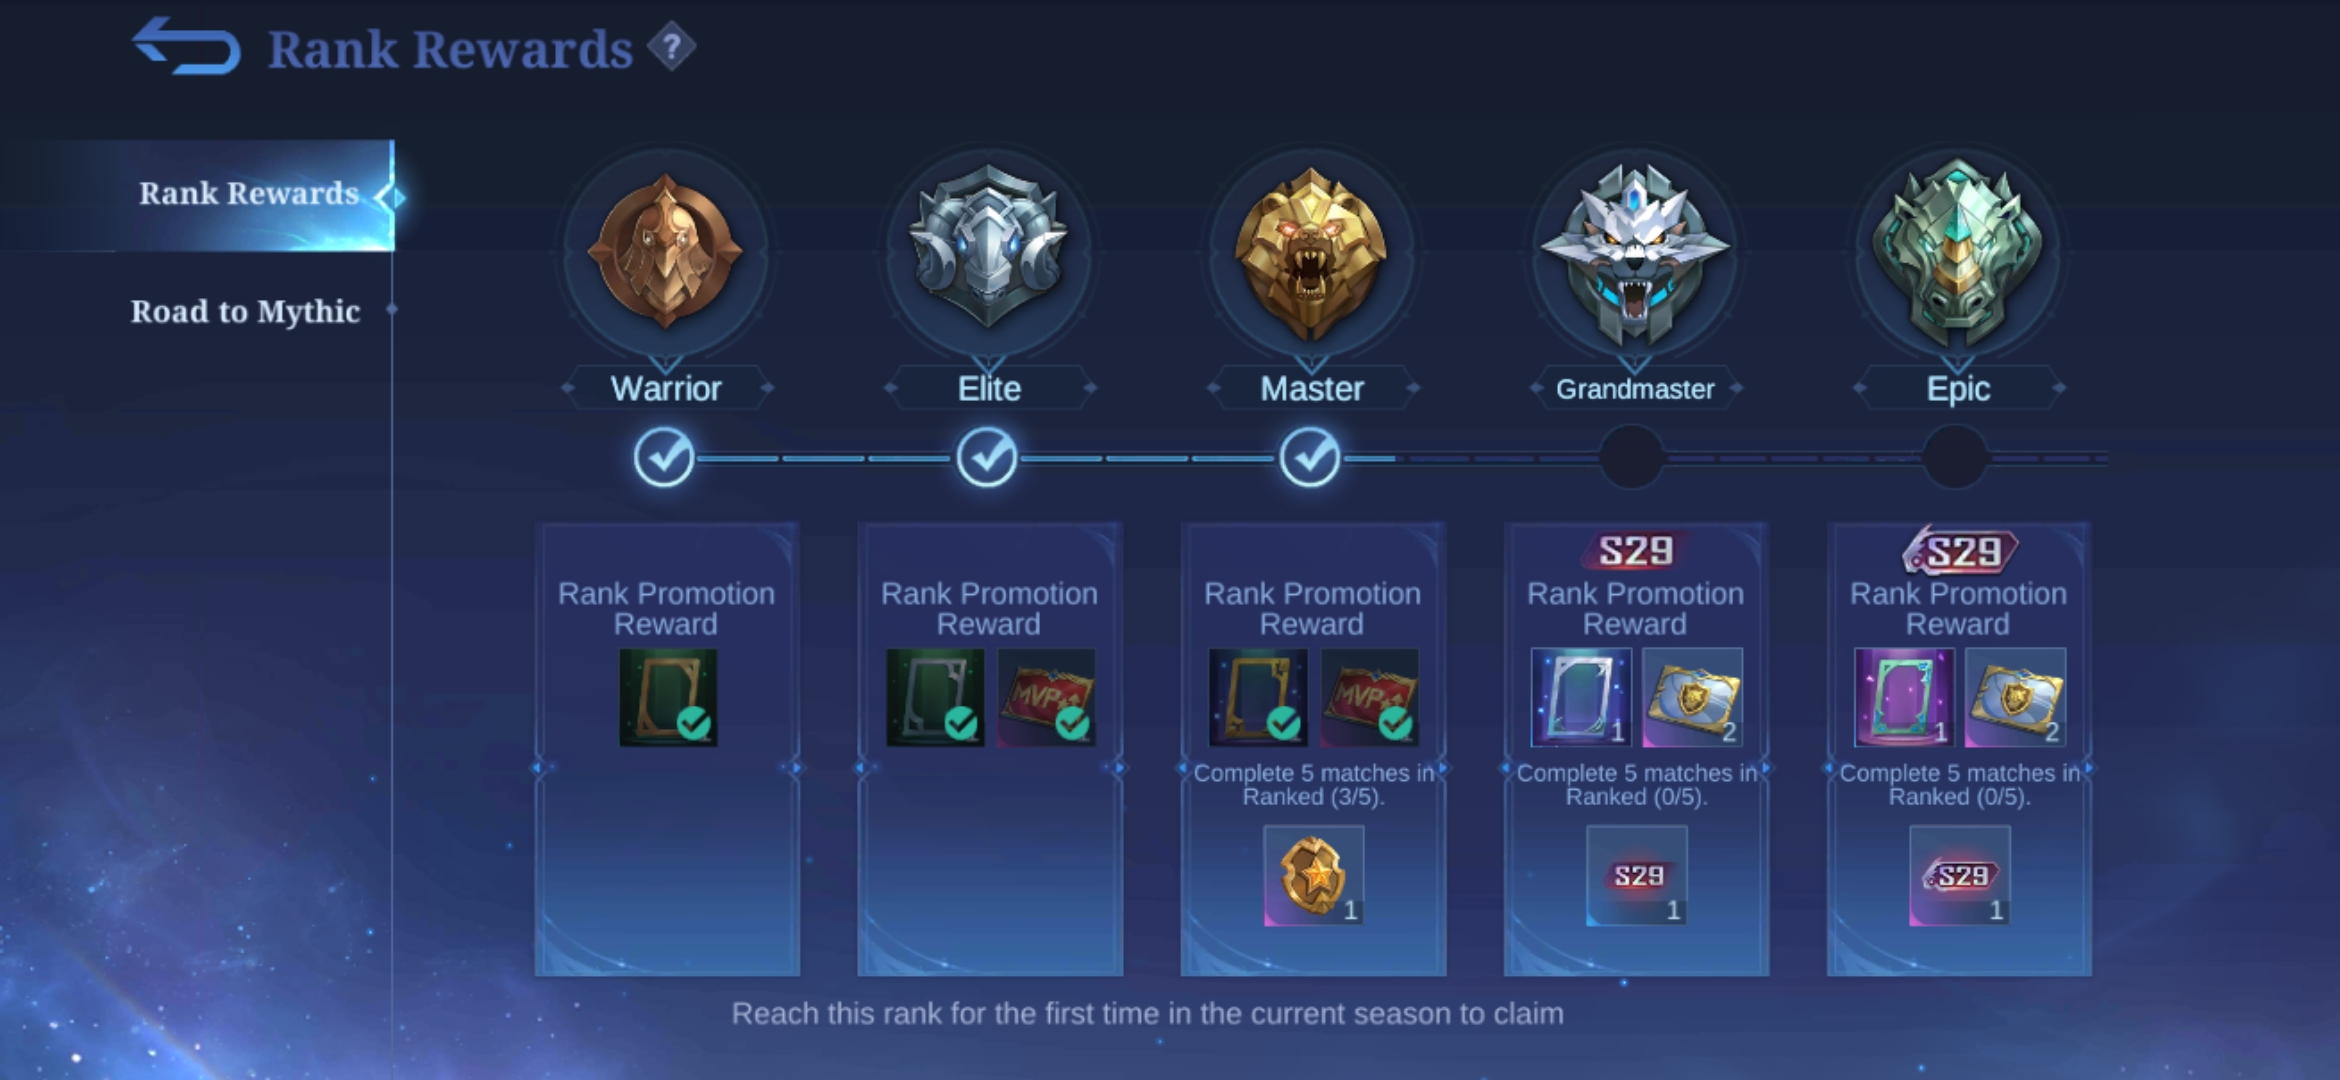 Rank Rewards ?
Rank Rewards
Road to Mythic
Warrior
Elite
Master
Grandmaster
Epic
Rank Promotion
Reward
Rank Promotion
Reward
MVP
Rank Promotion
Reward
MVP
Complete 5 matches in
Ranked (3/5).
1
S29
Rank Promotion
Reward
1
2
Complete 5 matches in
Ranked (0/5).
S29
1
S29
Rank Promotion
Reward
1
2
Complete 5 matches in
Ranked (0/5).
S29
1
Reach this rank for the first time in the current season to claim